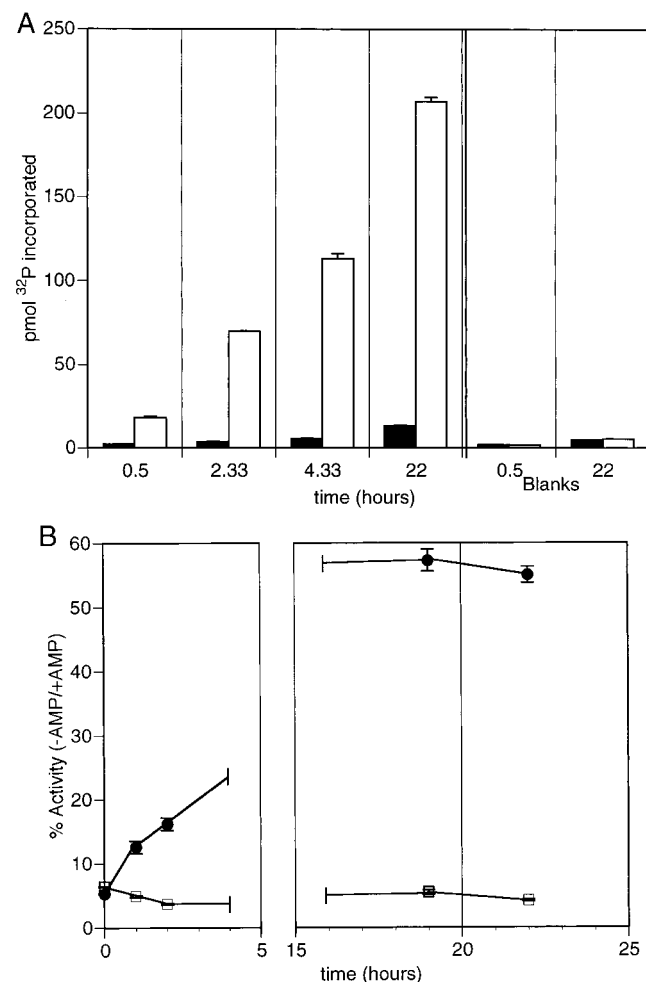 A
250
200
150
100
50
0
pmol ³²P incorporated
0.5 2.33 4.33 22 0.5 22
Blanks
time (hours)
B
60
50
40
30
20
10
0
% Activity (-AMP/+AMP)
0 5 15 20 25
time (hours)